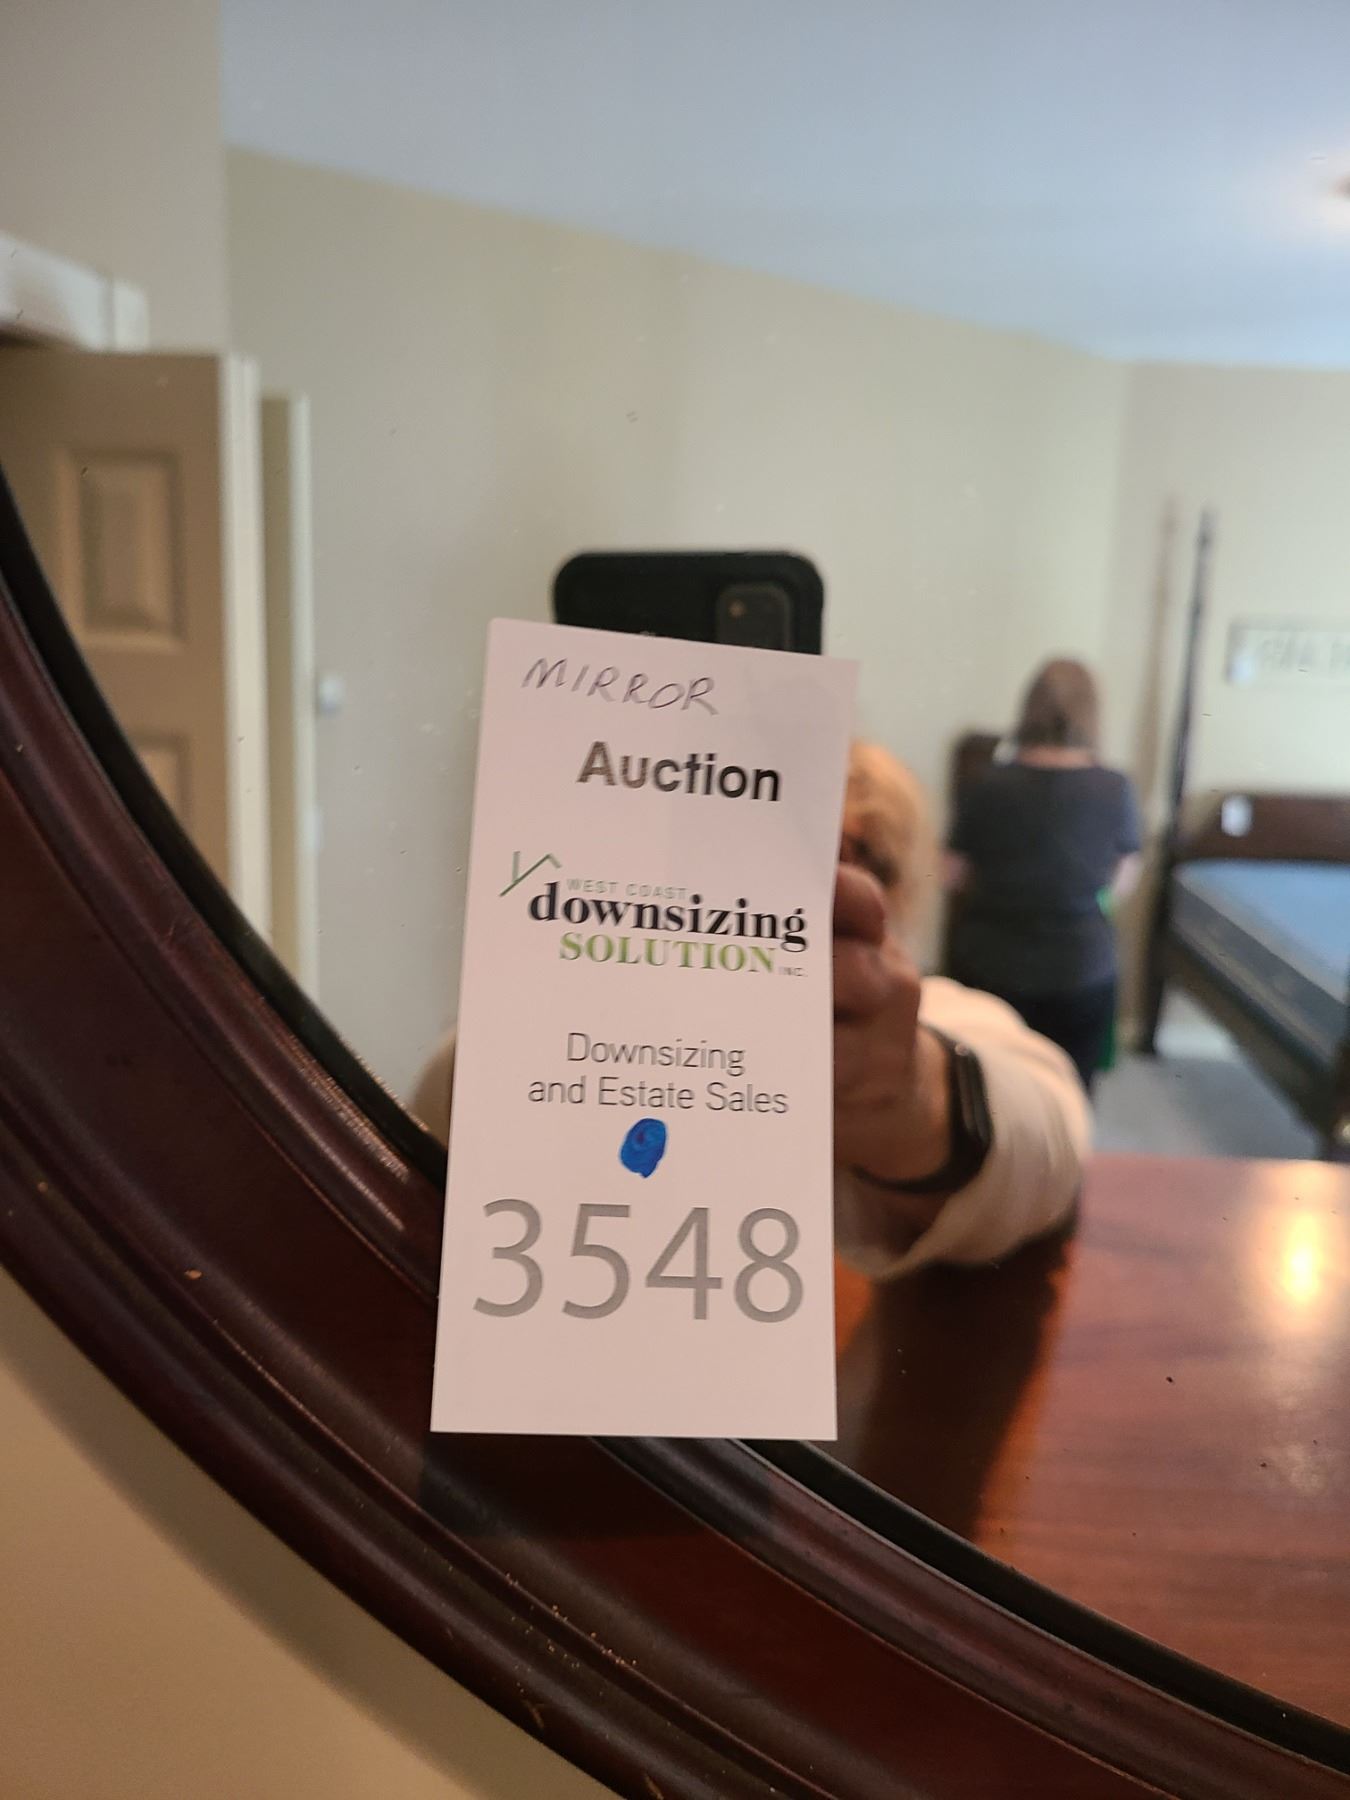 MIRROR
Auction
WEST COAST
downsizing
SOLUTION INC.
Downsizing
and Estate Sales
3548